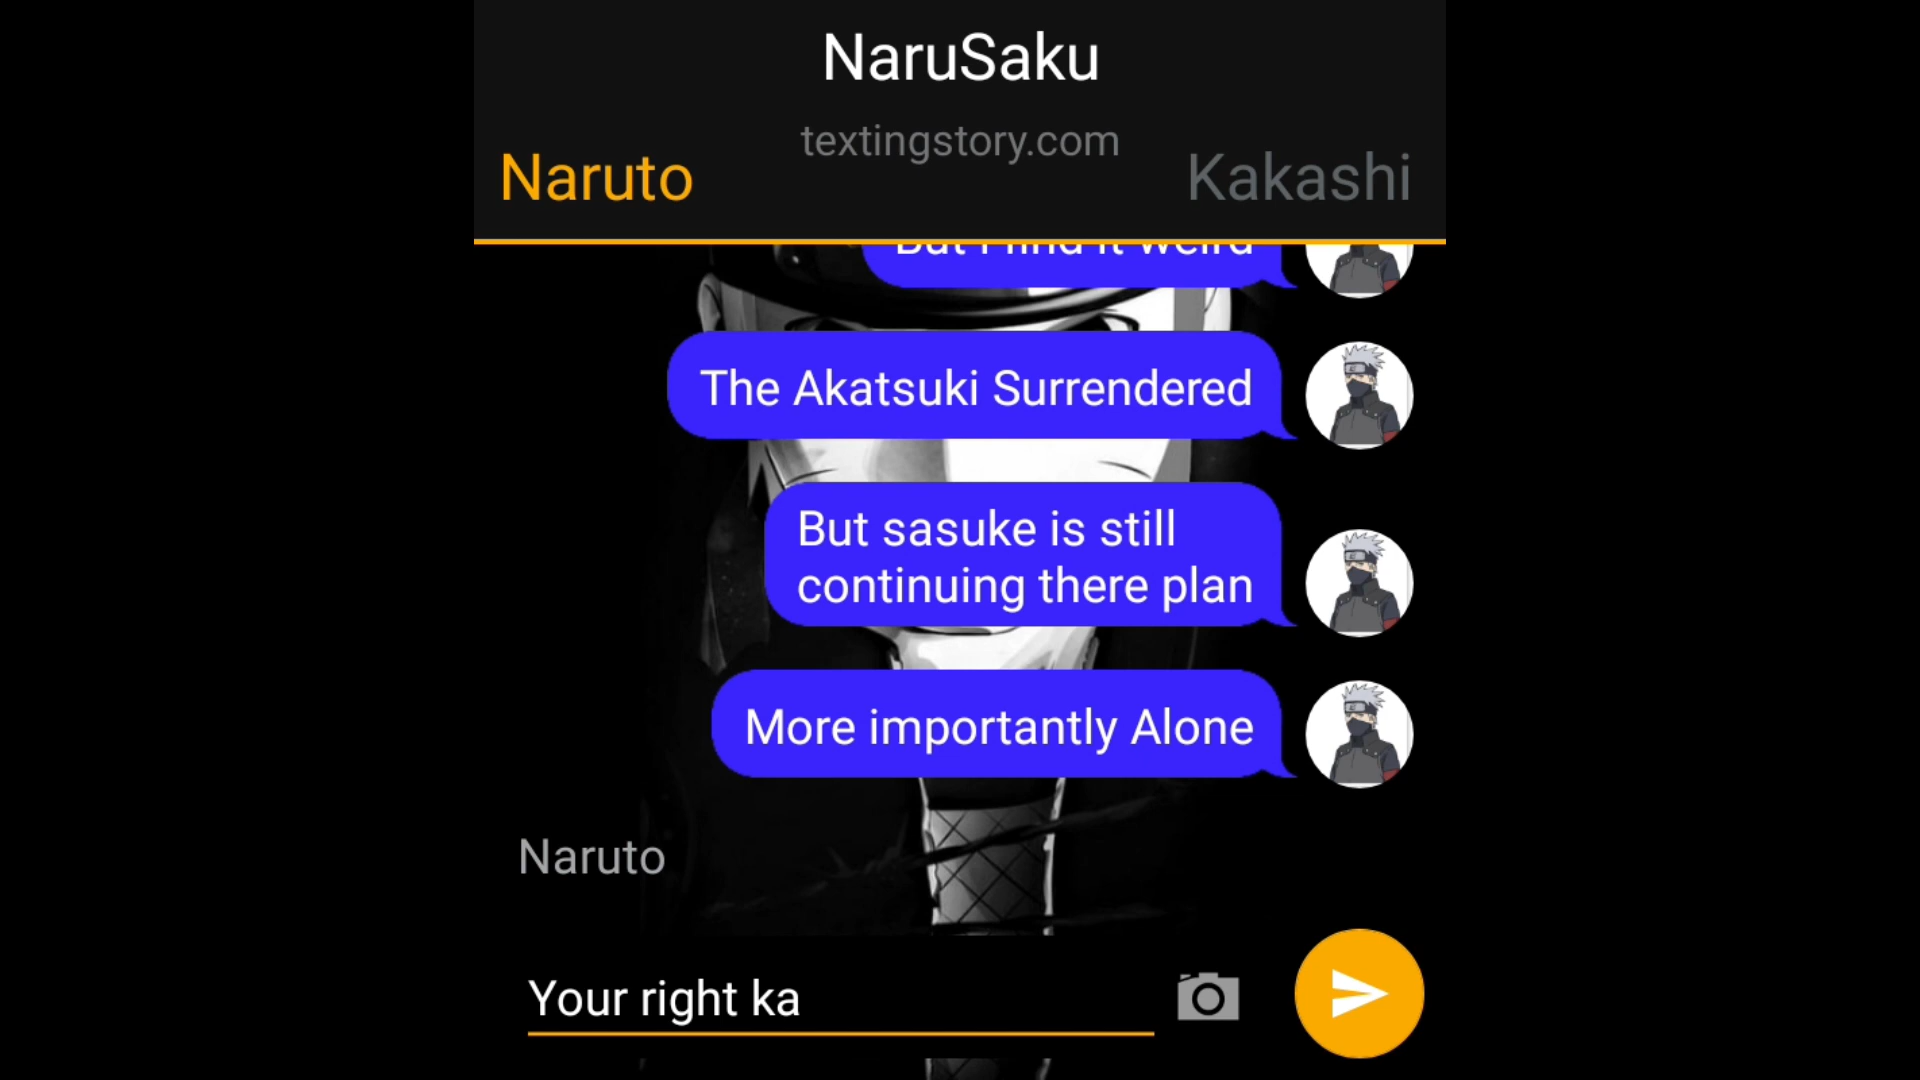 NaruSaku
textingstory.com
Naruto
Kakashi
But I find it weird
The Akatsuki Surrendered
But sasuke is still
continuing there plan
More importantly Alone
Naruto
Your right ka